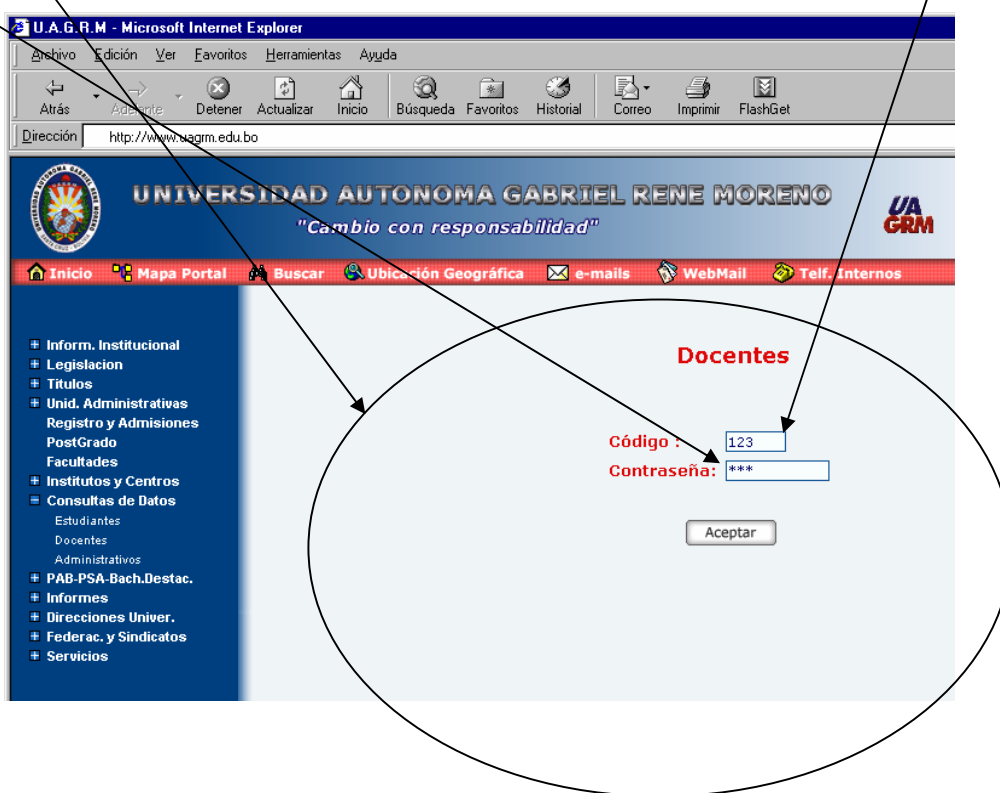 U.A.G.R.M - Microsoft Internet Explorer
Archivo Edición Ver Favoritos Herramientas Ayuda
Atrás Adelante Detener Actualizar Inicio Búsqueda Favoritos Historial Correo Imprimir FlashGet
Dirección http://www.uagrm.edu.bo
UNIVERSIDAD AUTONOMA GABRIEL RENE MORENO
"Cambio con responsabilidad"
UA
GRM
Inicio Mapa Portal Buscar Ubicación Geográfica e-mails WebMail Telf. Internos
Inform. Institucional
Legislacion
Titulos
Unid. Administrativas
Registro y Admisiones
PostGrado
Facultades
Institutos y Centros
Consultas de Datos
Estudiantes
Docentes
Administrativos
PAB-PSA-Bach.Destac.
Informes
Direcciones Univer.
Federac. y Sindicatos
Servicios
Docentes
Código : 123
Contraseña: ***
Aceptar